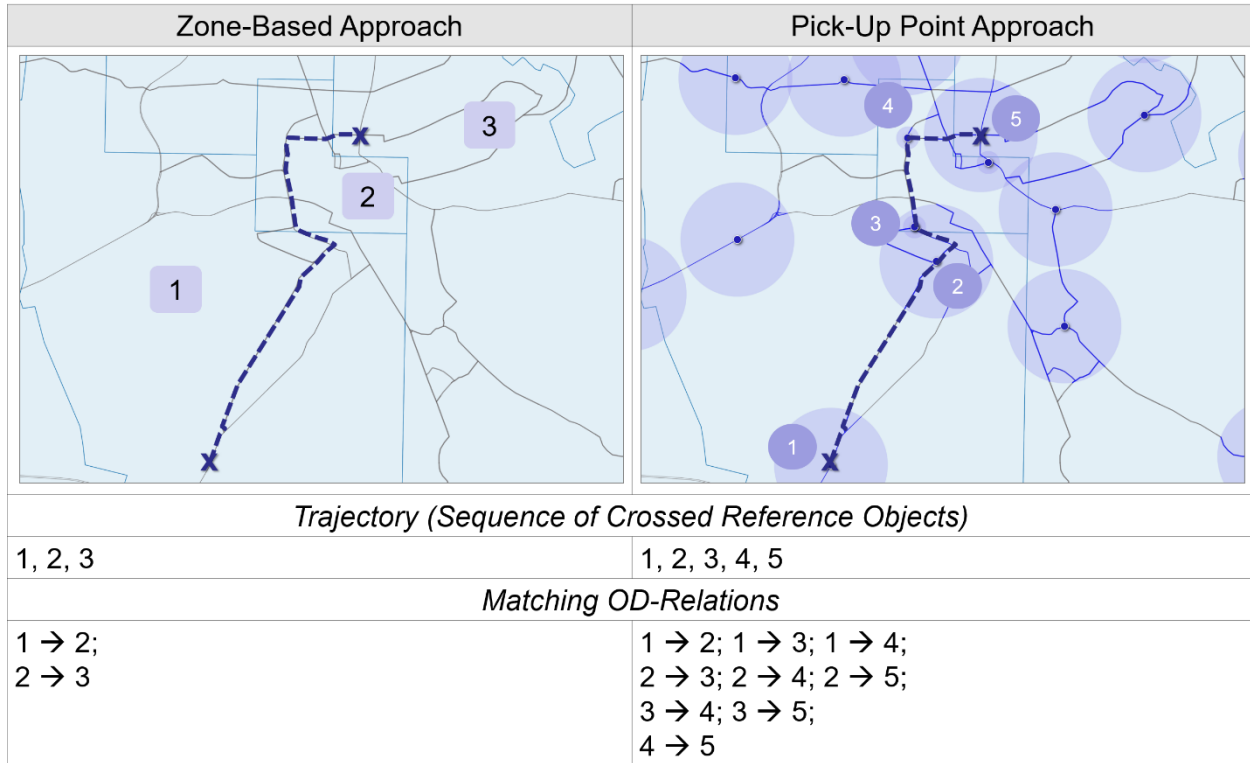 Zone-Based Approach
Pick-Up Point Approach
3
2
1
4
5
3
2
1
Trajectory (Sequence of Crossed Reference Objects)
1, 2, 3
1, 2, 3, 4, 5
Matching OD-Relations
1 → 2;
2 → 3
1 → 2; 1 → 3; 1 → 4;
2 → 3; 2 → 4; 2 → 5;
3 → 4; 3 → 5;
4 → 5